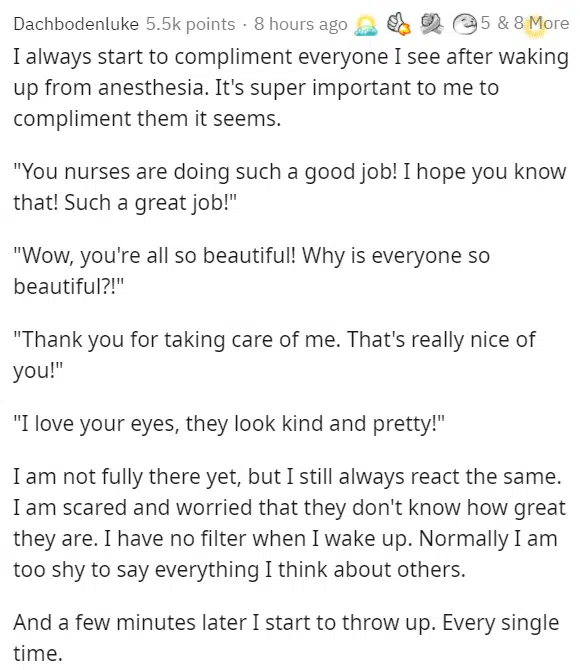 Dachbodenluke 5.5k points · 8 hours ago 5 & 8 More
I always start to compliment everyone I see after waking
up from anesthesia. It's super important to me to
compliment them it seems.
"You nurses are doing such a good job! I hope you know
that! Such a great job!"
"Wow, you're all so beautiful! Why is everyone so
beautiful?!"
"Thank you for taking care of me. That's really nice of
you!"
"I love your eyes, they look kind and pretty!"
I am not fully there yet, but I still always react the same.
I am scared and worried that they don't know how great
they are. I have no filter when I wake up. Normally I am
too shy to say everything I think about others.
And a few minutes later I start to throw up. Every single
time.